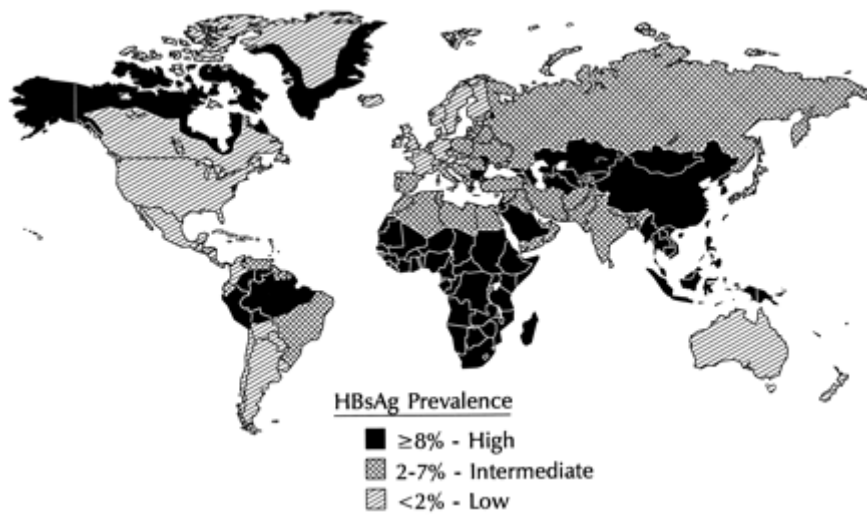 HBsAg Prevalence
≥8% - High
2-7% - Intermediate
<2% - Low